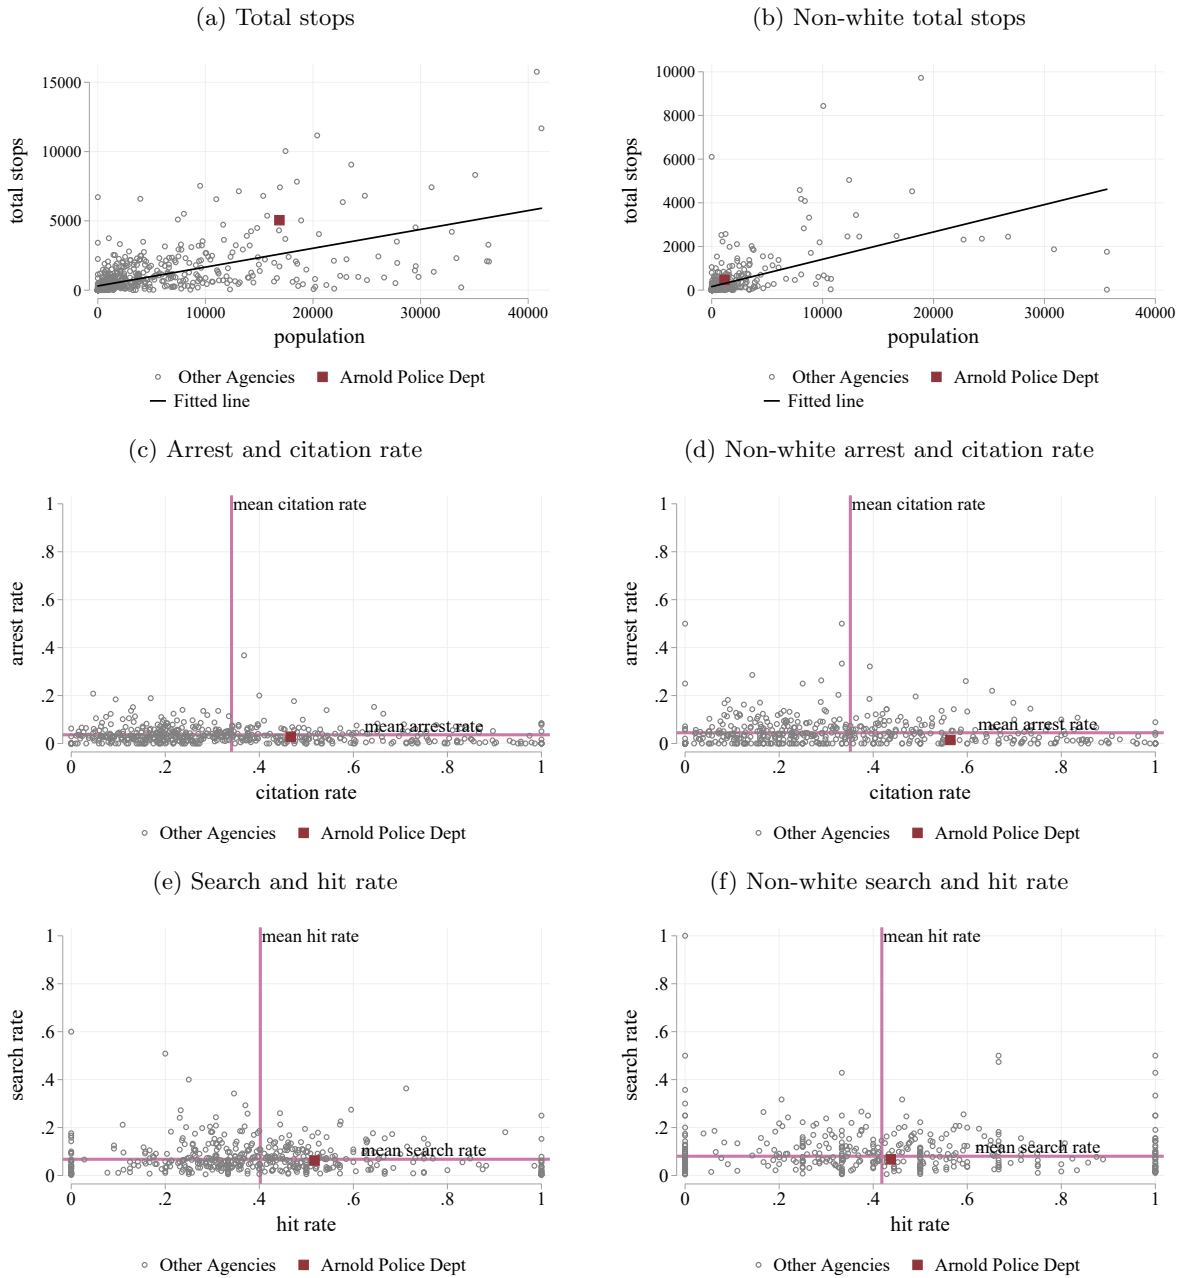 (a) Total stops
(b) Non-white total stops
total stops
15000
10000
5000
0
0 10000 20000 30000 40000
population
Other Agencies Arnold Police Dept
Fitted line
total stops
10000
8000
6000
4000
2000
0
0 10000 20000 30000 40000
population
Other Agencies Arnold Police Dept
Fitted line
(c) Arrest and citation rate
(d) Non-white arrest and citation rate
arrest rate
1
.8
.6
.4
.2
0
mean citation rate
mean arrest rate
0 .2 .4 .6 .8 1
citation rate
Other Agencies Arnold Police Dept
arrest rate
1
.8
.6
.4
.2
0
mean citation rate
mean arrest rate
0 .2 .4 .6 .8 1
citation rate
Other Agencies Arnold Police Dept
(e) Search and hit rate
(f) Non-white search and hit rate
search rate
1
.8
.6
.4
.2
0
mean hit rate
mean search rate
0 .2 .4 .6 .8 1
hit rate
Other Agencies Arnold Police Dept
search rate
1
.8
.6
.4
.2
0
mean hit rate
mean search rate
0 .2 .4 .6 .8 1
hit rate
Other Agencies Arnold Police Dept